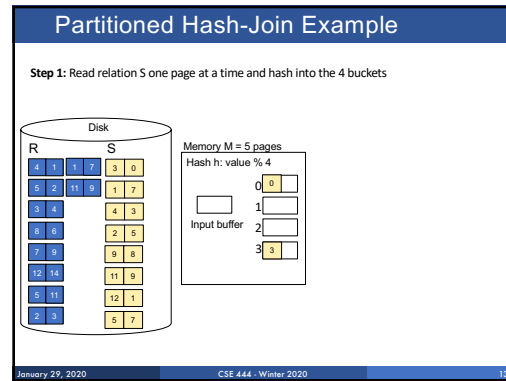 Partitioned Hash-Join Example
Step 1: Read relation S one page at a time and hash into the 4 buckets
Disk
R S
4 1 1 7 3 0
5 2 11 9 1 7
3 4 4 3
8 6 2 5
7 9 9 8
12 14 11 9
5 11 12 1
2 3 5 7
Memory M = 5 pages
Hash h: value % 4
Input buffer
0 0
1
2
3 3
January 29, 2020 CSE 444 - Winter 2020 13